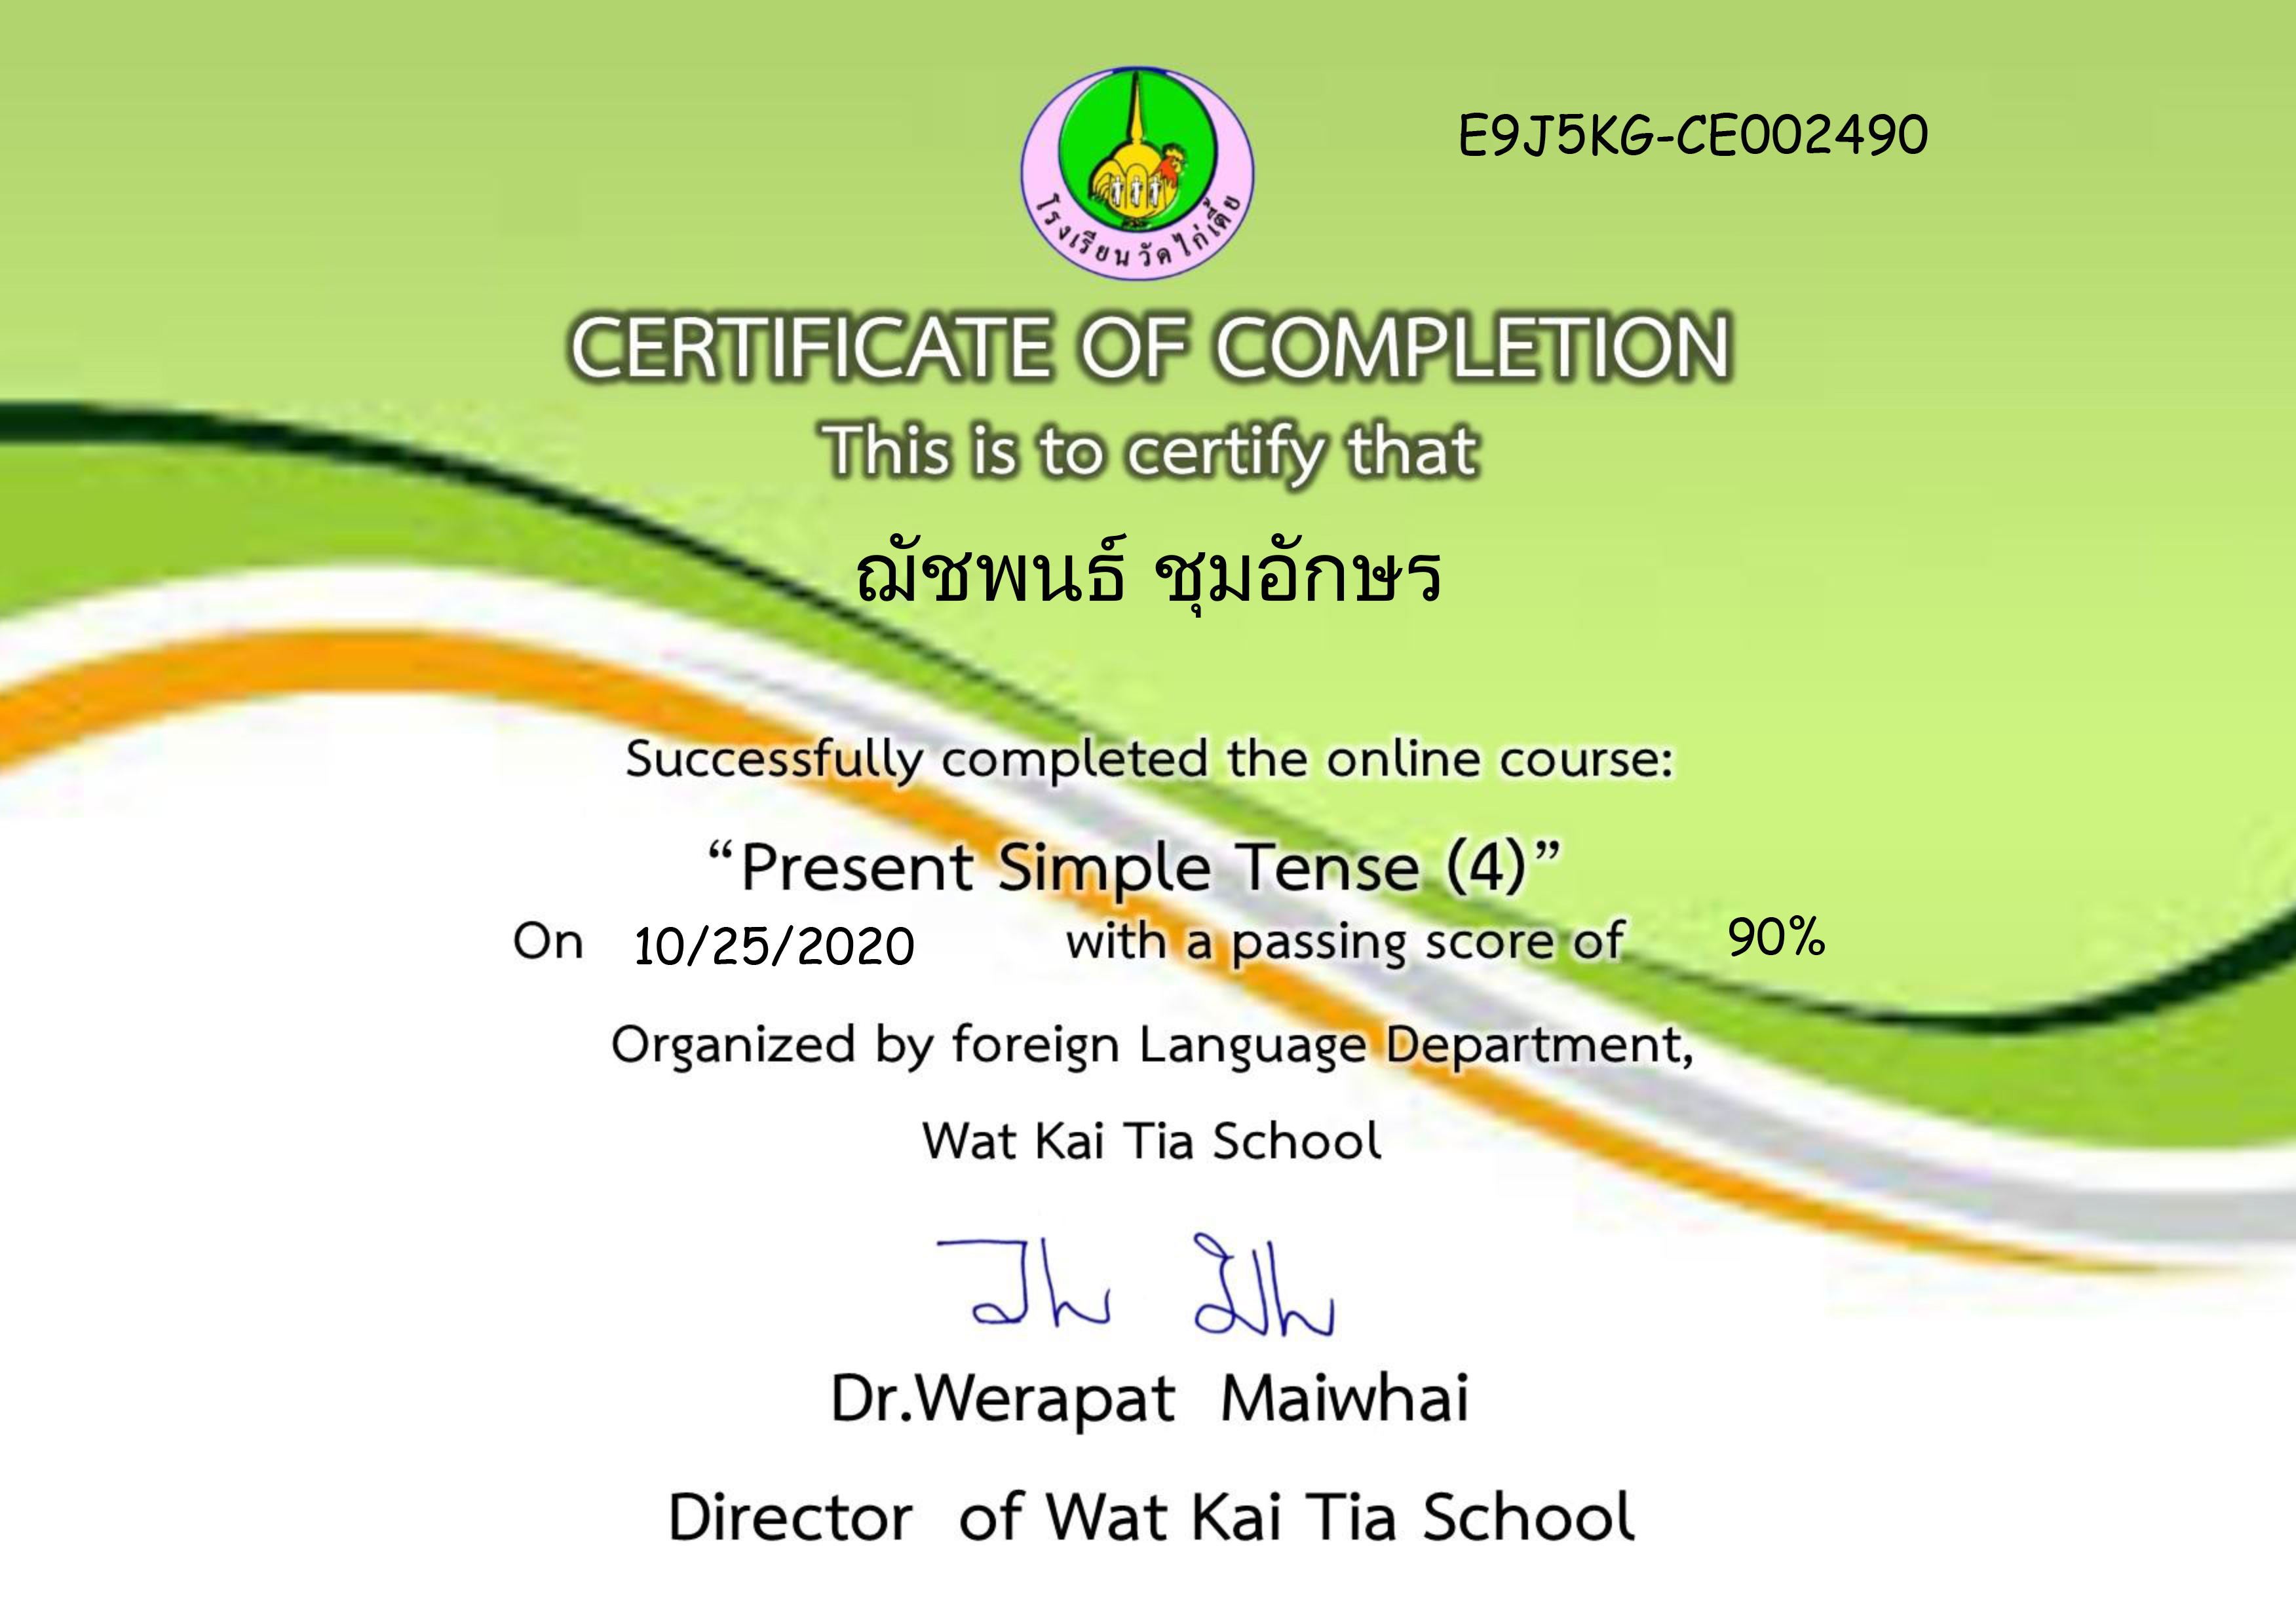 E9J5KG-CE002490
โรงเรียนวัดไก่เตี้ย
CERTIFICATE OF COMPLETION
This is to certify that
ฌัชพนธ์ ชุมอักษร
Successfully completed the online course:
“Present Simple Tense (4)”
On 10/25/2020 with a passing score of 90%
Organized by foreign Language Department,
Wat Kai Tia School
Dr.Werapat Maiwhai
Director of Wat Kai Tia School